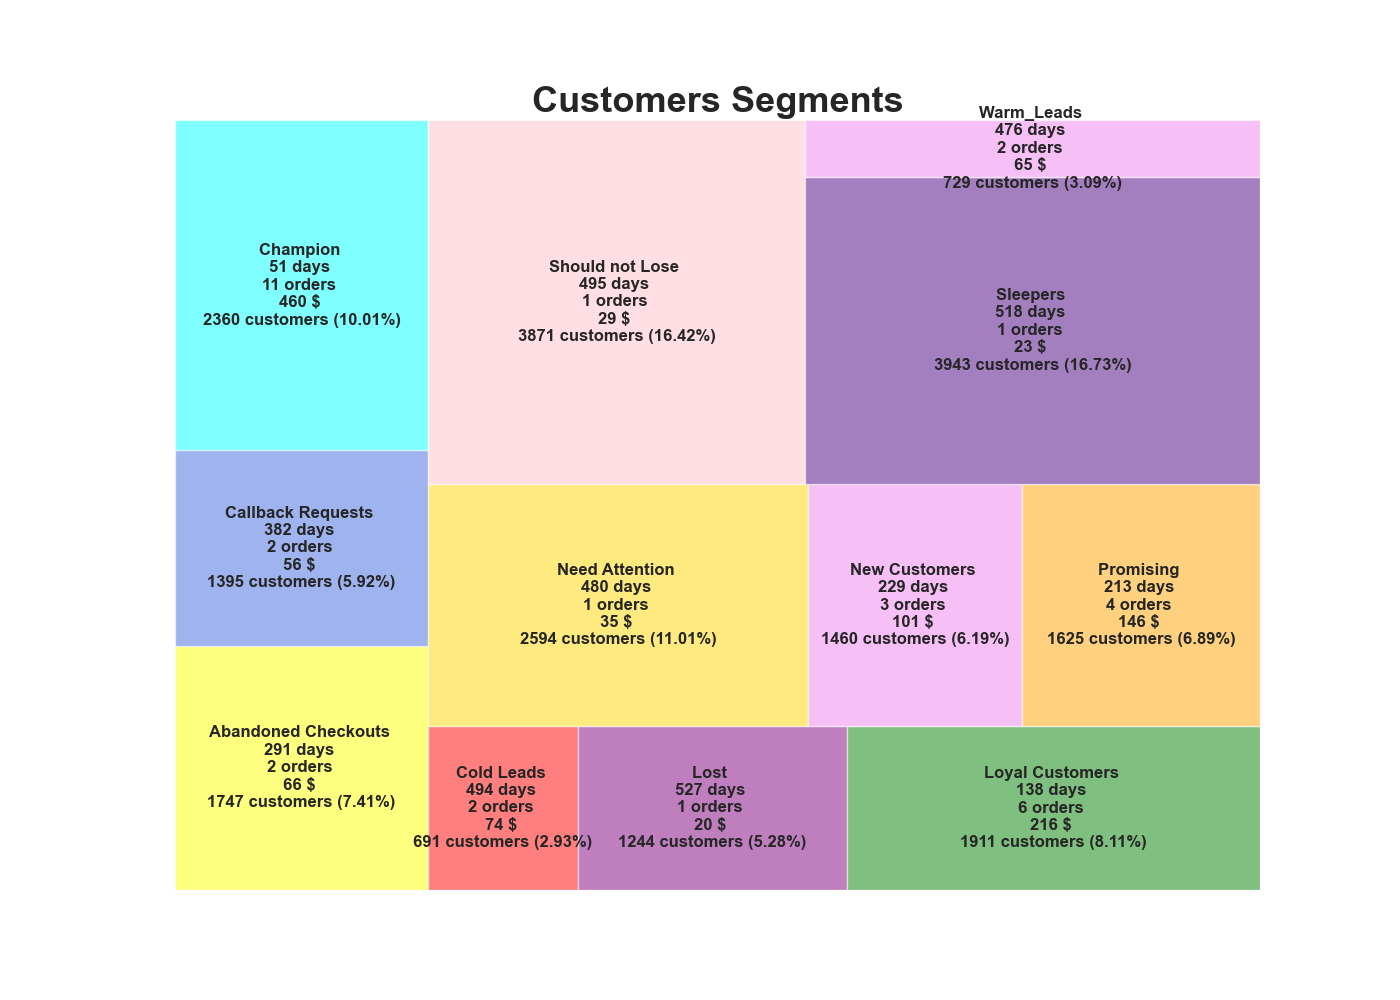 Customers Segments
Champion
51 days
11 orders
460 $
2360 customers (10.01%)
Callback Requests
382 days
2 orders
56 $
1395 customers (5.92%)
Abandoned Checkouts
291 days
2 orders
66 $
1747 customers (7.41%)
Should not Lose
495 days
1 orders
29 $
3871 customers (16.42%)
Warm_Leads
476 days
2 orders
65 $
729 customers (3.09%)
Sleepers
518 days
1 orders
23 $
3943 customers (16.73%)
Need Attention
480 days
1 orders
35 $
2594 customers (11.01%)
New Customers
229 days
3 orders
101 $
1460 customers (6.19%)
Promising
213 days
4 orders
146 $
1625 customers (6.89%)
Cold Leads
494 days
2 orders
74 $
691 customers (2.93%)
Lost
527 days
1 orders
20 $
1244 customers (5.28%)
Loyal Customers
138 days
6 orders
216 $
1911 customers (8.11%)